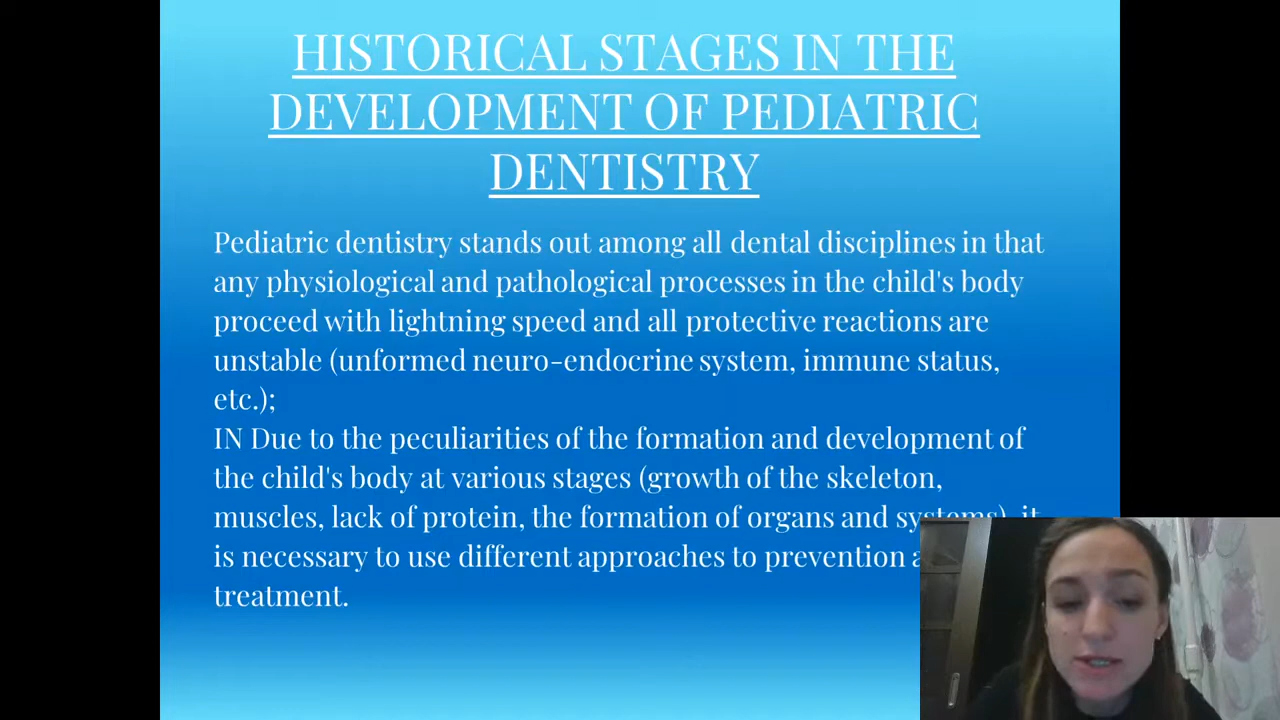 HISTORICAL STAGES IN THE
DEVELOPMENT OF PEDIATRIC
DENTISTRY
Pediatric dentistry stands out among all dental disciplines in that
any physiological and pathological processes in the child's body
proceed with lightning speed and all protective reactions are
unstable (unformed neuro-endocrine system, immune status,
etc.);
IN Due to the peculiarities of the formation and development of
the child's body at various stages (growth of the skeleton,
muscles, lack of protein, the formation of organs and systems), it
is necessary to use different approaches to prevention
treatment.